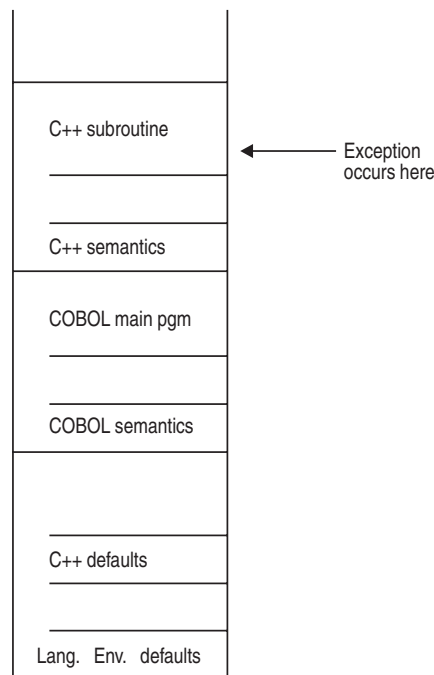 C++ subroutine
Exception
occurs here
C++ semantics
COBOL main pgm
COBOL semantics
C++ defaults
Lang. Env. defaults